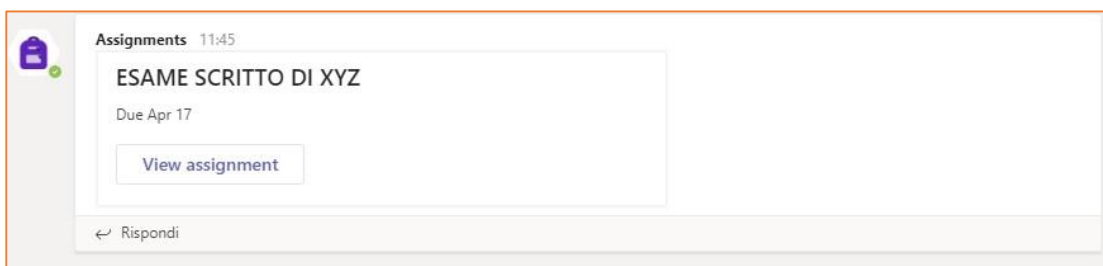 Assignments 11:45
ESAME SCRITTO DI XYZ
Due Apr 17
View assignment
Rispondi